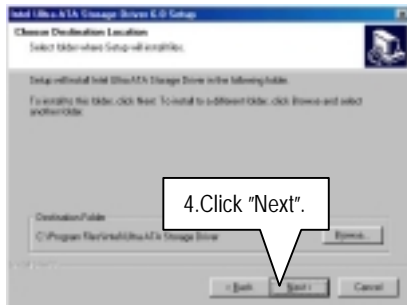 Intel Ultra ATA Storage Driver 6.0 Setup
Choose Destination Location
Select folder where Setup will install files.
Setup will install Intel Ultra ATA Storage Driver in the following folder.
To install to this folder, click Next. To install to a different folder, click Browse and select
another folder.
4.Click "Next".
Destination Folder
C:\Program Files\Intel\Ultra ATA Storage Driver
Browse...
< Back
Next >
Cancel